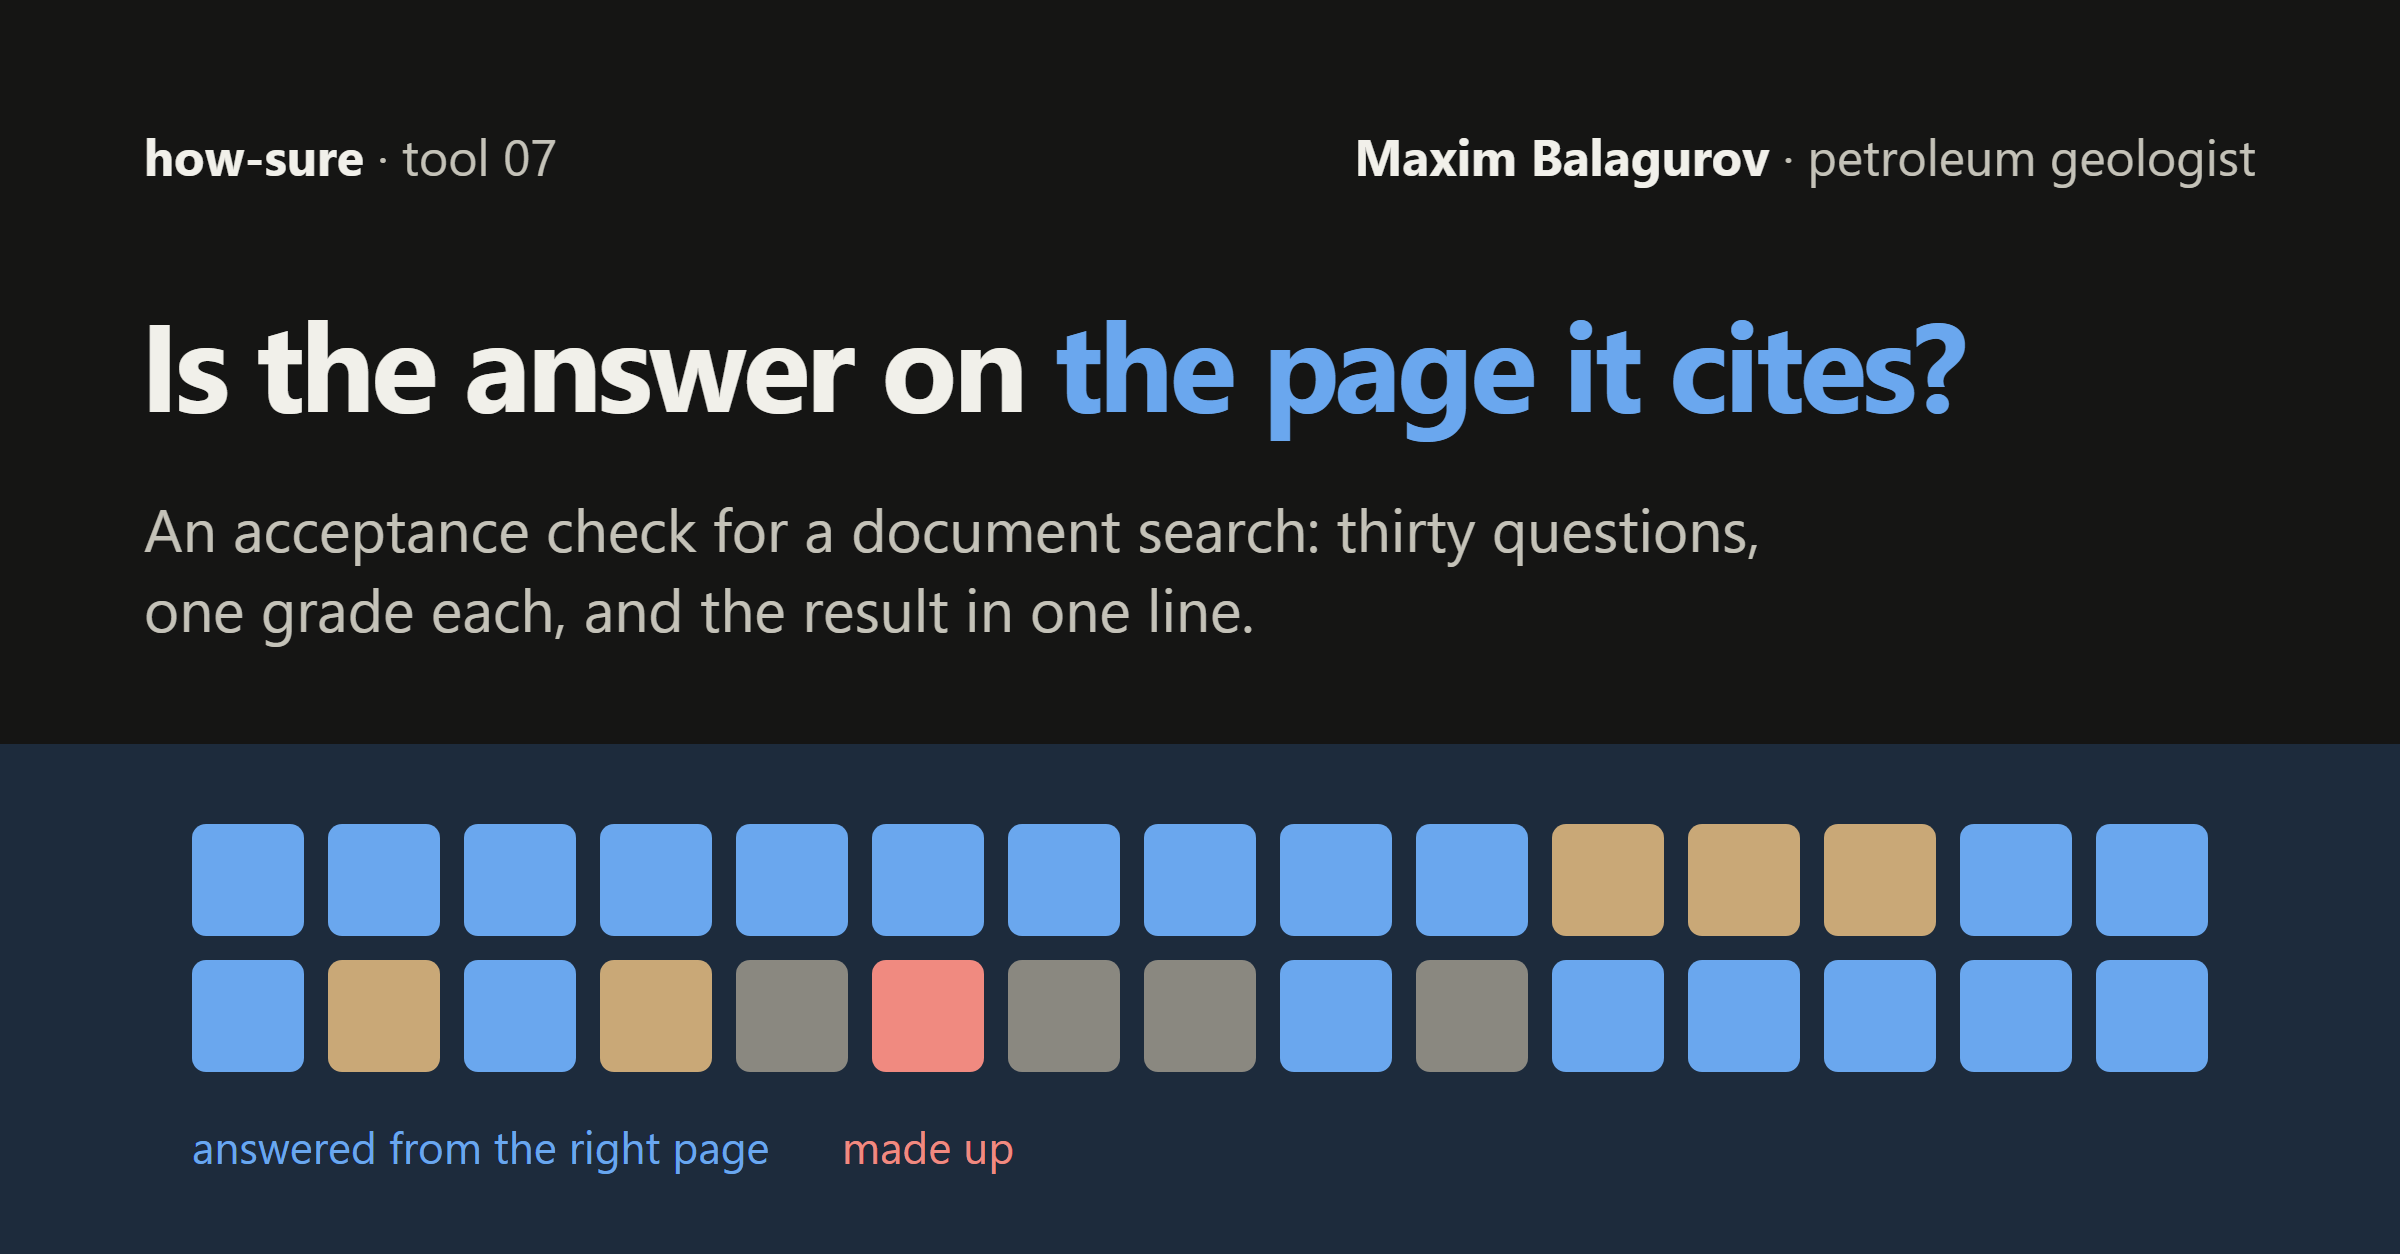 how-sure · tool 07
Maxim Balagurov · petroleum geologist
Is the answer on the page it cites?
An acceptance check for a document search: thirty questions,
one grade each, and the result in one line.
answered from the right page
made up